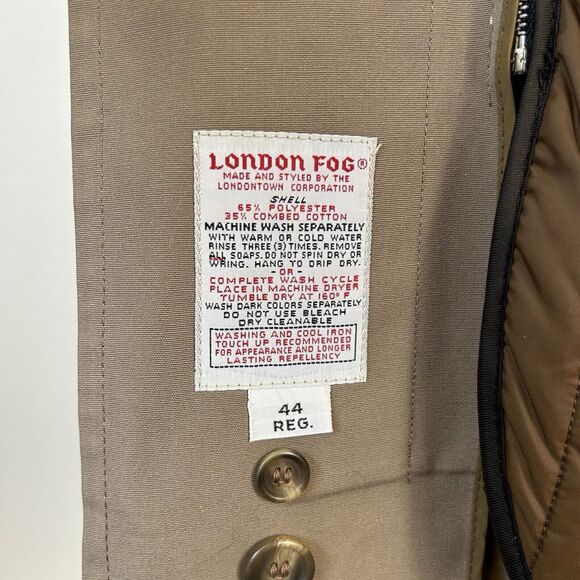 LONDON FOG®
MADE AND STYLED BY THE
LONDONTOWN CORPORATION
SHELL
65% POLYESTER
35% COMBED COTTON
MACHINE WASH SEPARATELY
WITH WARM OR COLD WATER
RINSE THREE (3) TIMES. REMOVE
ALL SOAPS. DO NOT SPIN DRY OR
WRING. HANG TO DRIP DRY.
-OR-
COMPLETE WASH CYCLE
PLACE IN MACHINE DRYER
TUMBLE DRY AT 160° F
WASH DARK COLORS SEPARATELY
DO NOT USE BLEACH
DRY CLEANABLE
WASHING AND COOL IRON
TOUCH UP RECOMMENDED
FOR APPEARANCE AND LONGER
LASTING REPELLENCY
44
REG.